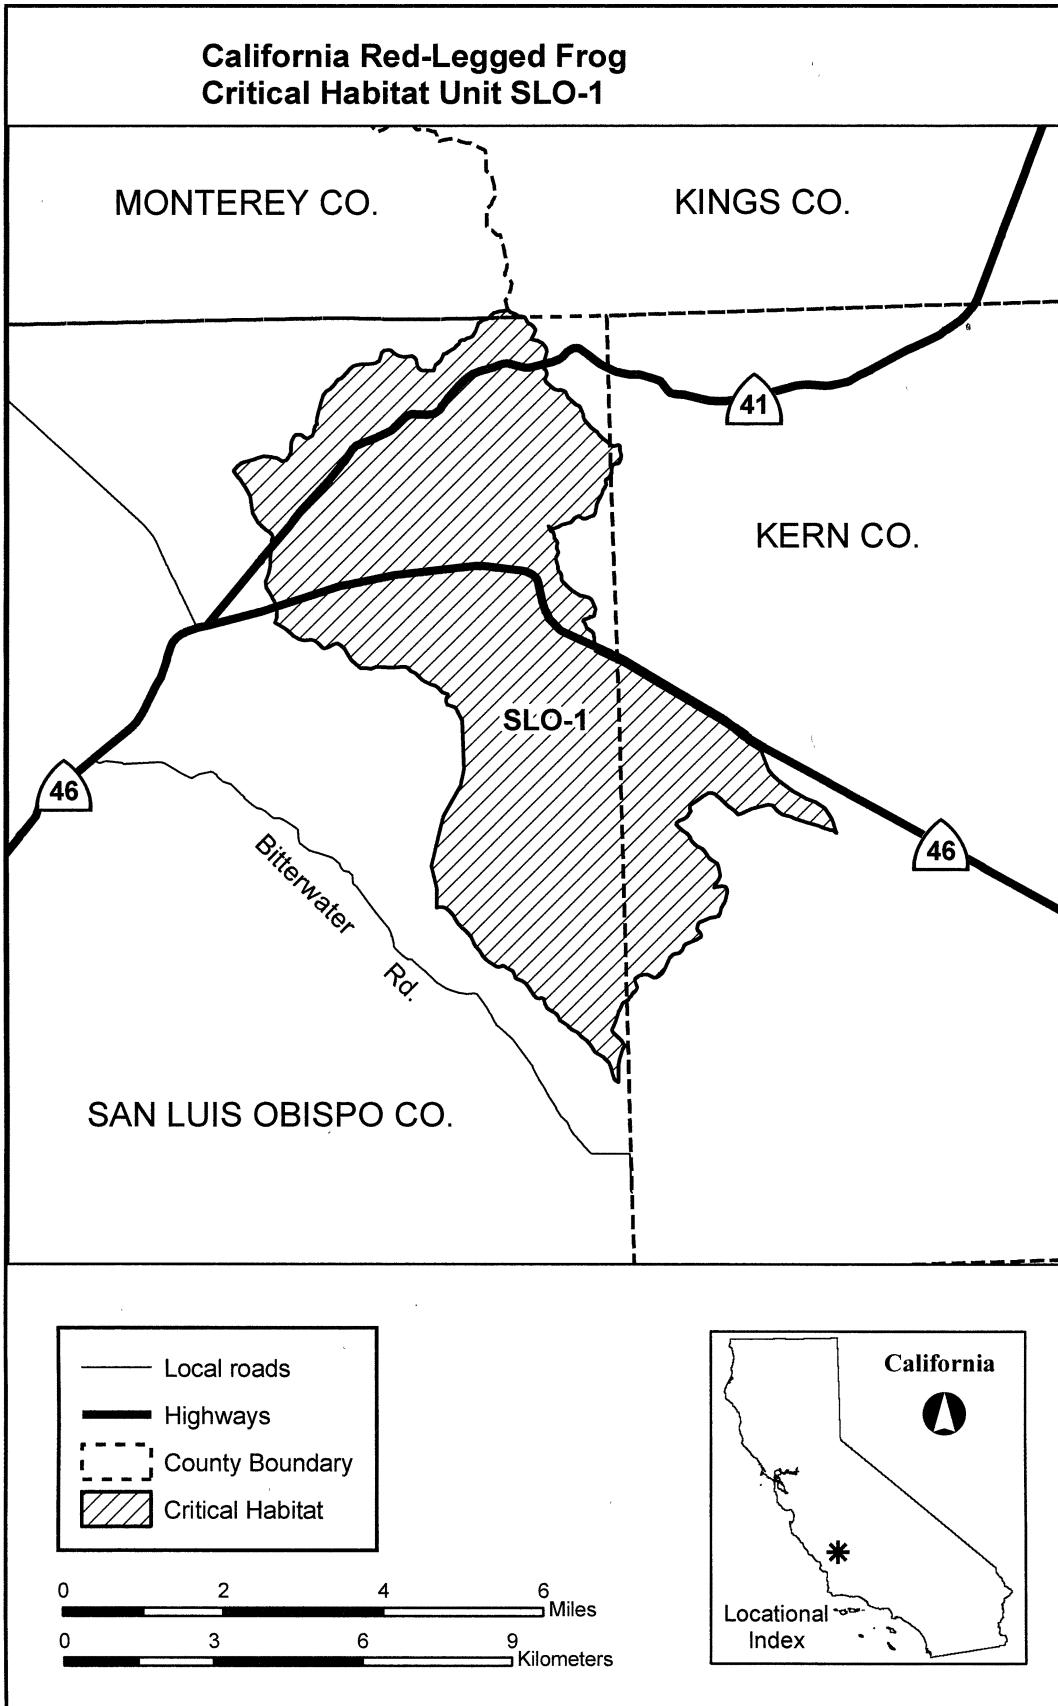 California Red-Legged Frog
Critical Habitat Unit SLO-1
MONTEREY CO.
KINGS CO.
41
KERN CO.
SLO-1
46
46
Bitterwater
Rd.
SAN LUIS OBISPO CO.
Local roads
Highways
County Boundary
Critical Habitat
0 2 4 6
Miles
0 3 6 9
Kilometers
California
Locational
Index